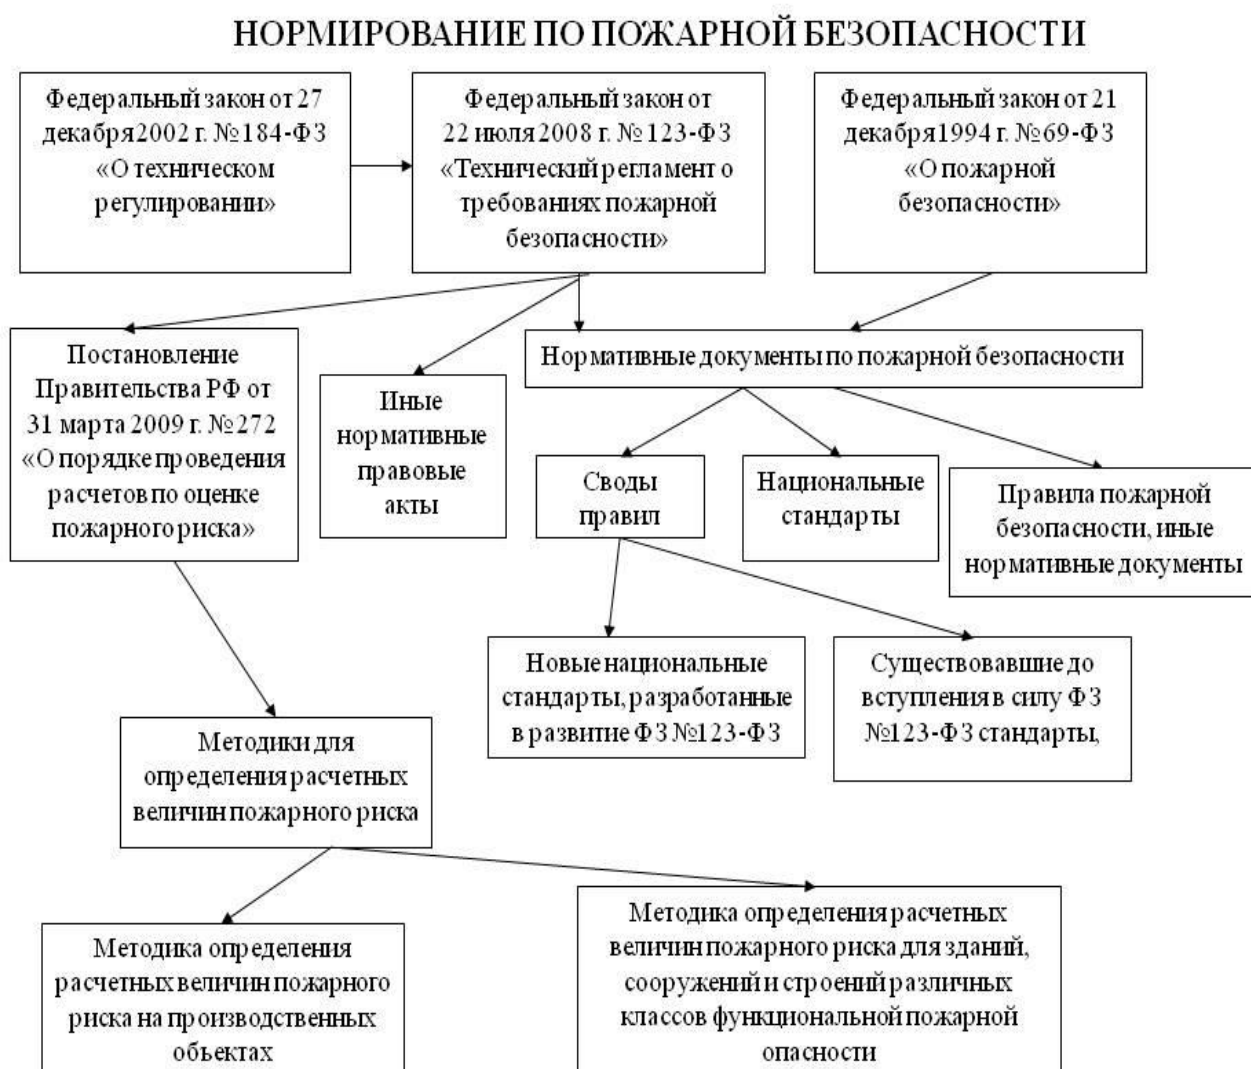 НОРМИРОВАНИЕ ПО ПОЖАРНОЙ БЕЗОПАСНОСТИ
Федеральный закон от 27
декабря 2002 г. №184-ФЗ
«О техническом
регулировании»
Федеральный закон от
22 июля 2008 г. №123-ФЗ
«Технический регламент о
требованиях пожарной
безопасности»
Федеральный закон от 21
декабря 1994 г. №69-ФЗ
«О пожарной
безопасности»
Постановление
Правительства РФ от
31 марта 2009 г. №272
«О порядке проведения
расчетов по оценке
пожарного риска»
Иные
нормативные
правовые
акты
Нормативные документы по пожарной безопасности
Своды
правил
Национальные
стандарты
Правила пожарной
безопасности, иные
нормативные документы
Новые национальные
стандарты, разработанные
в развитие ФЗ №123-ФЗ
Существовавшие до
вступления в силу ФЗ
№123-ФЗ стандарты,
Методики для
определения расчетных
величин пожарного риска
Методика определения
расчетных величин пожарного
риска на производственных
обьектах
Методика определения расчетных
величин пожарного риска для зданий,
сооружений и строений различных
классов функциональной пожарной
опасности